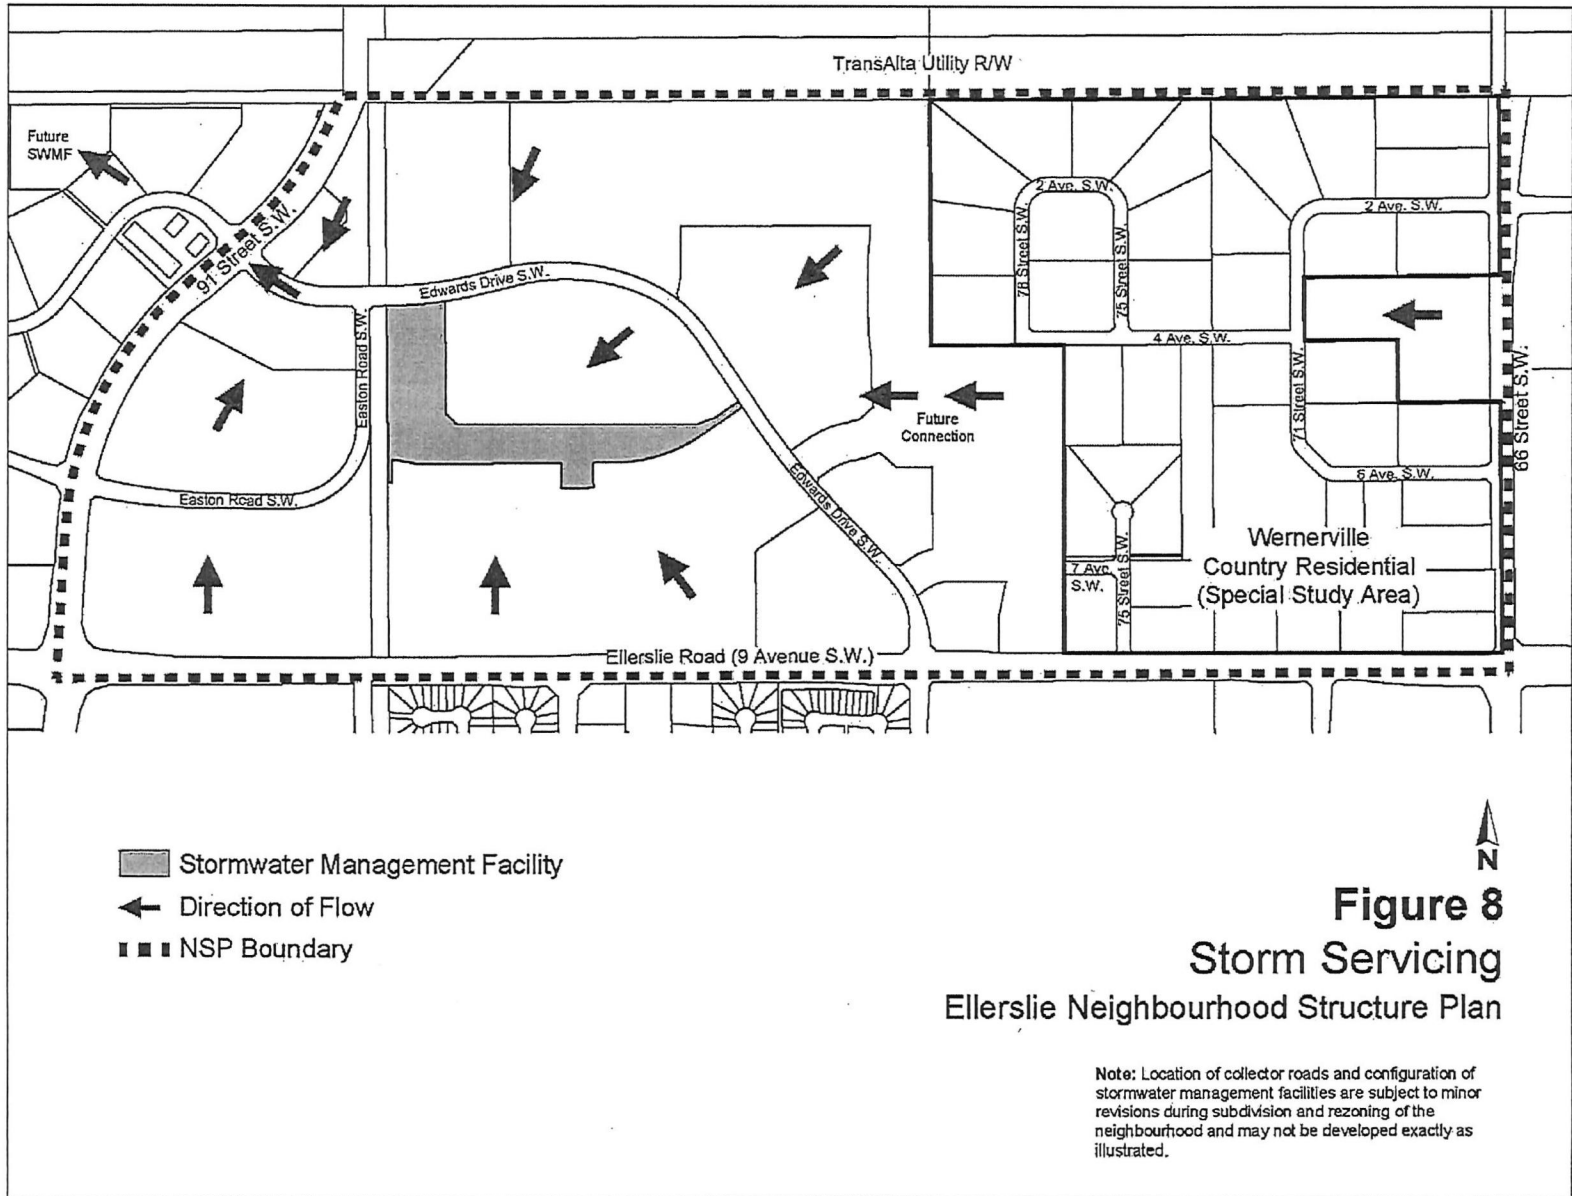 TransAlta Utility R/W
Future
SWMF
91 Street S.W.
2 Ave. S.W.
2 Ave. S.W.
78 Street S.W.
75 Street S.W.
Edwards Drive S.W.
Easton Road S.W.
4 Ave. S.W.
71 Street S.W.
66 Street S.W.
Future
Connection
6 Ave. S.W.
Easton Road S.W.
Edwards Drive S.W.
Wernerville
Country Residential
(Special Study Area)
7 Ave.
S.W.
75 Street S.W.
Ellerslie Road (9 Avenue S.W.)
Stormwater Management Facility
Direction of Flow
NSP Boundary
N
Figure 8
Storm Servicing
Ellerslie Neighbourhood Structure Plan
Note: Location of collector roads and configuration of
stormwater management facilities are subject to minor
revisions during subdivision and rezoning of the
neighbourhood and may not be developed exactly as
illustrated.